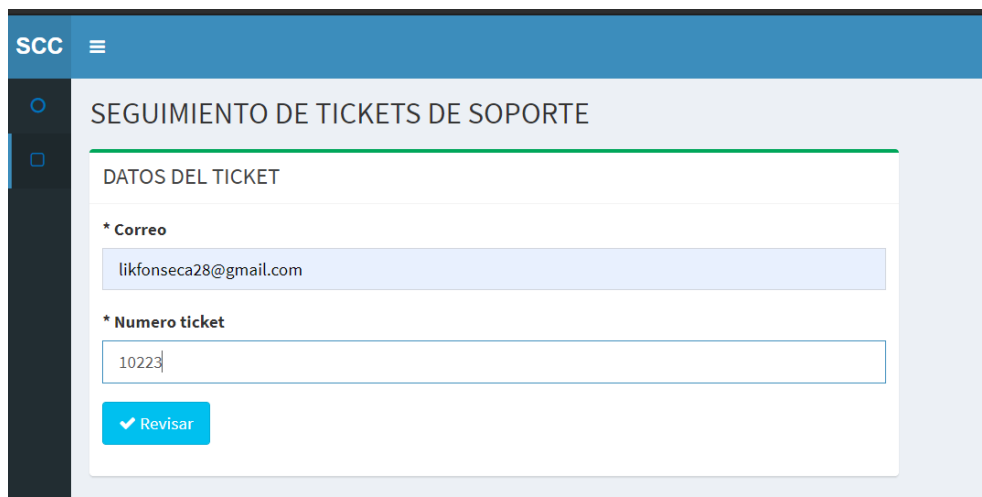 SCC
SEGUIMIENTO DE TICKETS DE SOPORTE
DATOS DEL TICKET
* Correo
likfonseca28@gmail.com
* Numero ticket
10223
Revisar